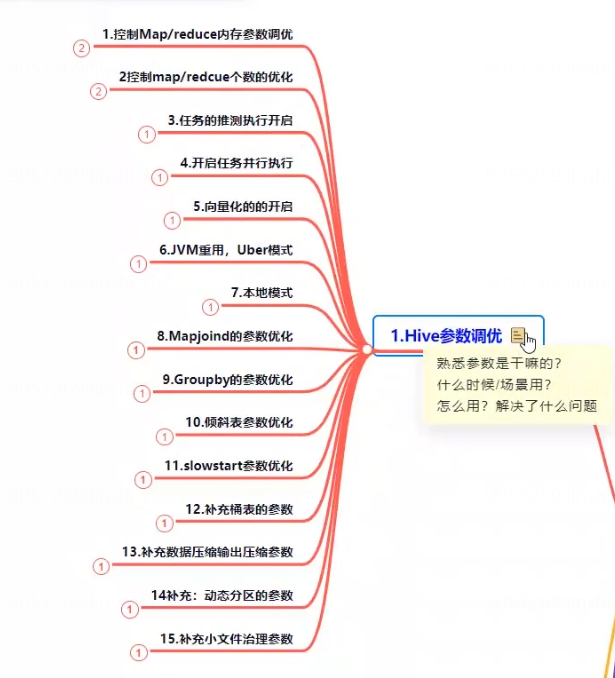 1.控制Map/reduce内存参数调优
2
2控制map/redcue个数的优化
2
3.任务的推测执行开启
1
4.开启任务并行执行
1
5.向量化的的开启
1
6.JVM重用，Uber模式
1
7.本地模式
1
8.Mapjoind的参数优化
1
9.Groupby的参数优化
1
10.倾斜表参数优化
1
11.slowstart参数优化
1
12.补充桶表的参数
1
13.补充数据压缩输出压缩参数
1
14补充：动态分区的参数
1
15.补充小文件治理参数
1
1.Hive参数调优
熟悉参数是干嘛的？
什么时候/场景用？
怎么用？解决了什么问题